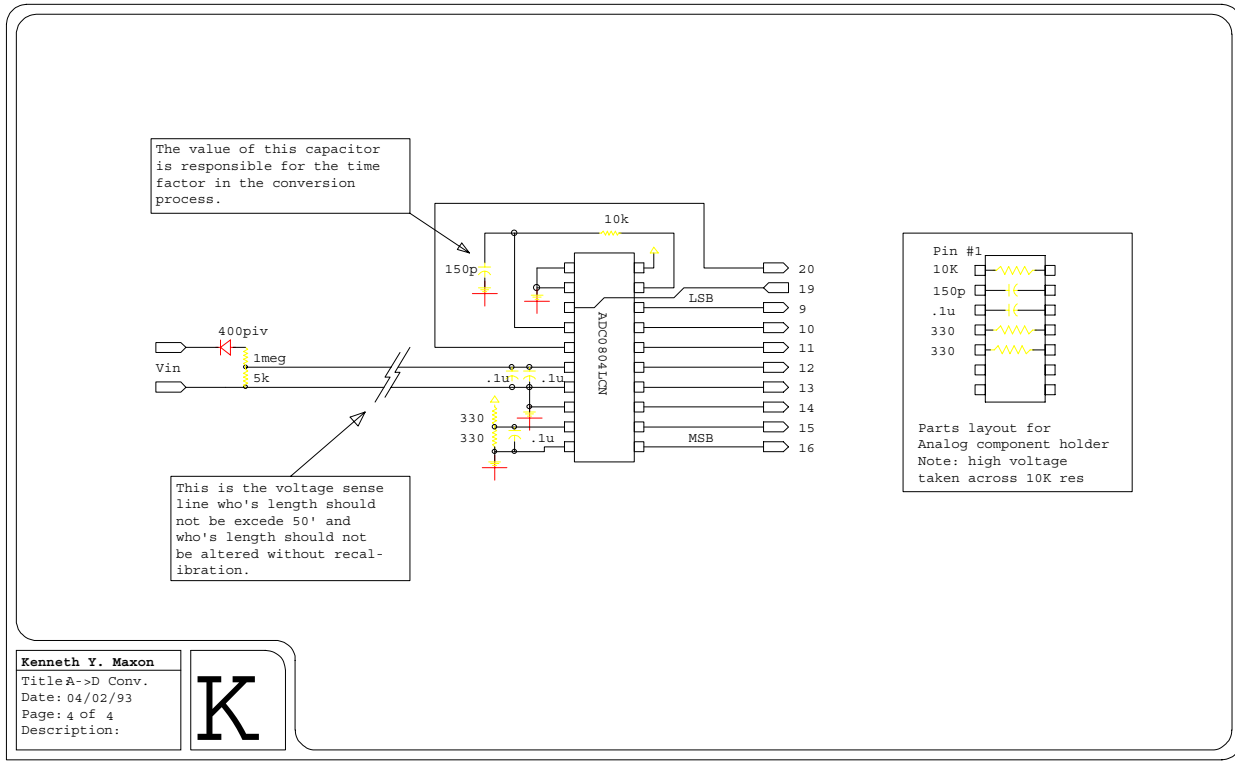 The value of this capacitor
is responsible for the time
factor in the conversion
process.
10k
150p
20
19
LSB
9
10
11
12
13
14
15
MSB
16
ADC0804LCN
400piv
Vin
1meg
5k
.1u
.1u
330
330
.1u
This is the voltage sense
line who's length should
not be excede 50' and
who's length should not
be altered without recal-
ibration.
Pin #1
10K
150p
.1u
330
330
Parts layout for
Analog component holder
Note: high voltage
taken across 10K res
Kenneth Y. Maxon
Title: A->D Conv.
Date: 04/02/93
Page: 4 of 4
Description:
K